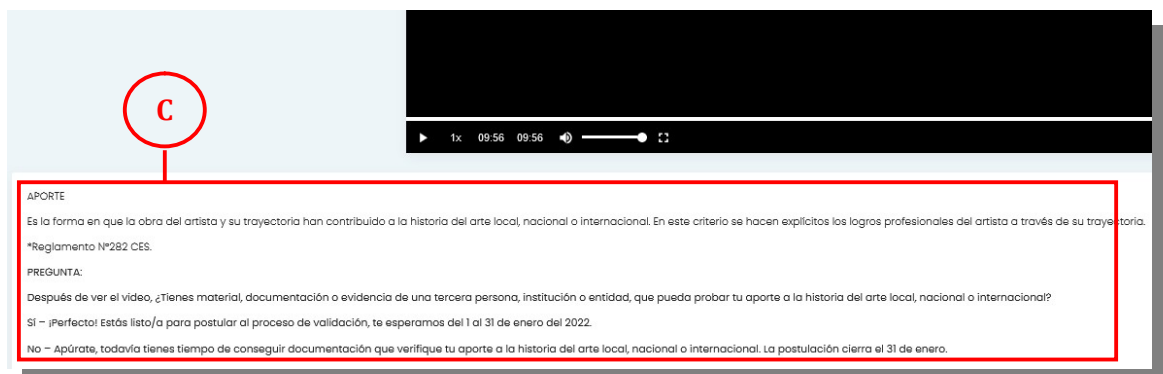 C
1x 09:56 09:56
APORTE
Es la forma en que la obra del artista y su trayectoria han contribuido a la historia del arte local, nacional o internacional. En este criterio se hacen explícitos los logros profesionales del artista a través de su trayectoria.
*Reglamento N°282 CES.
PREGUNTA:
Después de ver el video, ¿Tienes material, documentación o evidencia de una tercera persona, institución o entidad, que pueda probar tu aporte a la historia del arte local, nacional o internacional?
Sí – ¡Perfecto! Estás listo/a para postular al proceso de validación, te esperamos del 1 al 31 de enero del 2022.
No – Apúrate, todavía tienes tiempo de conseguir documentación que verifique tu aporte a la historia del arte local, nacional o internacional. La postulación cierra el 31 de enero.